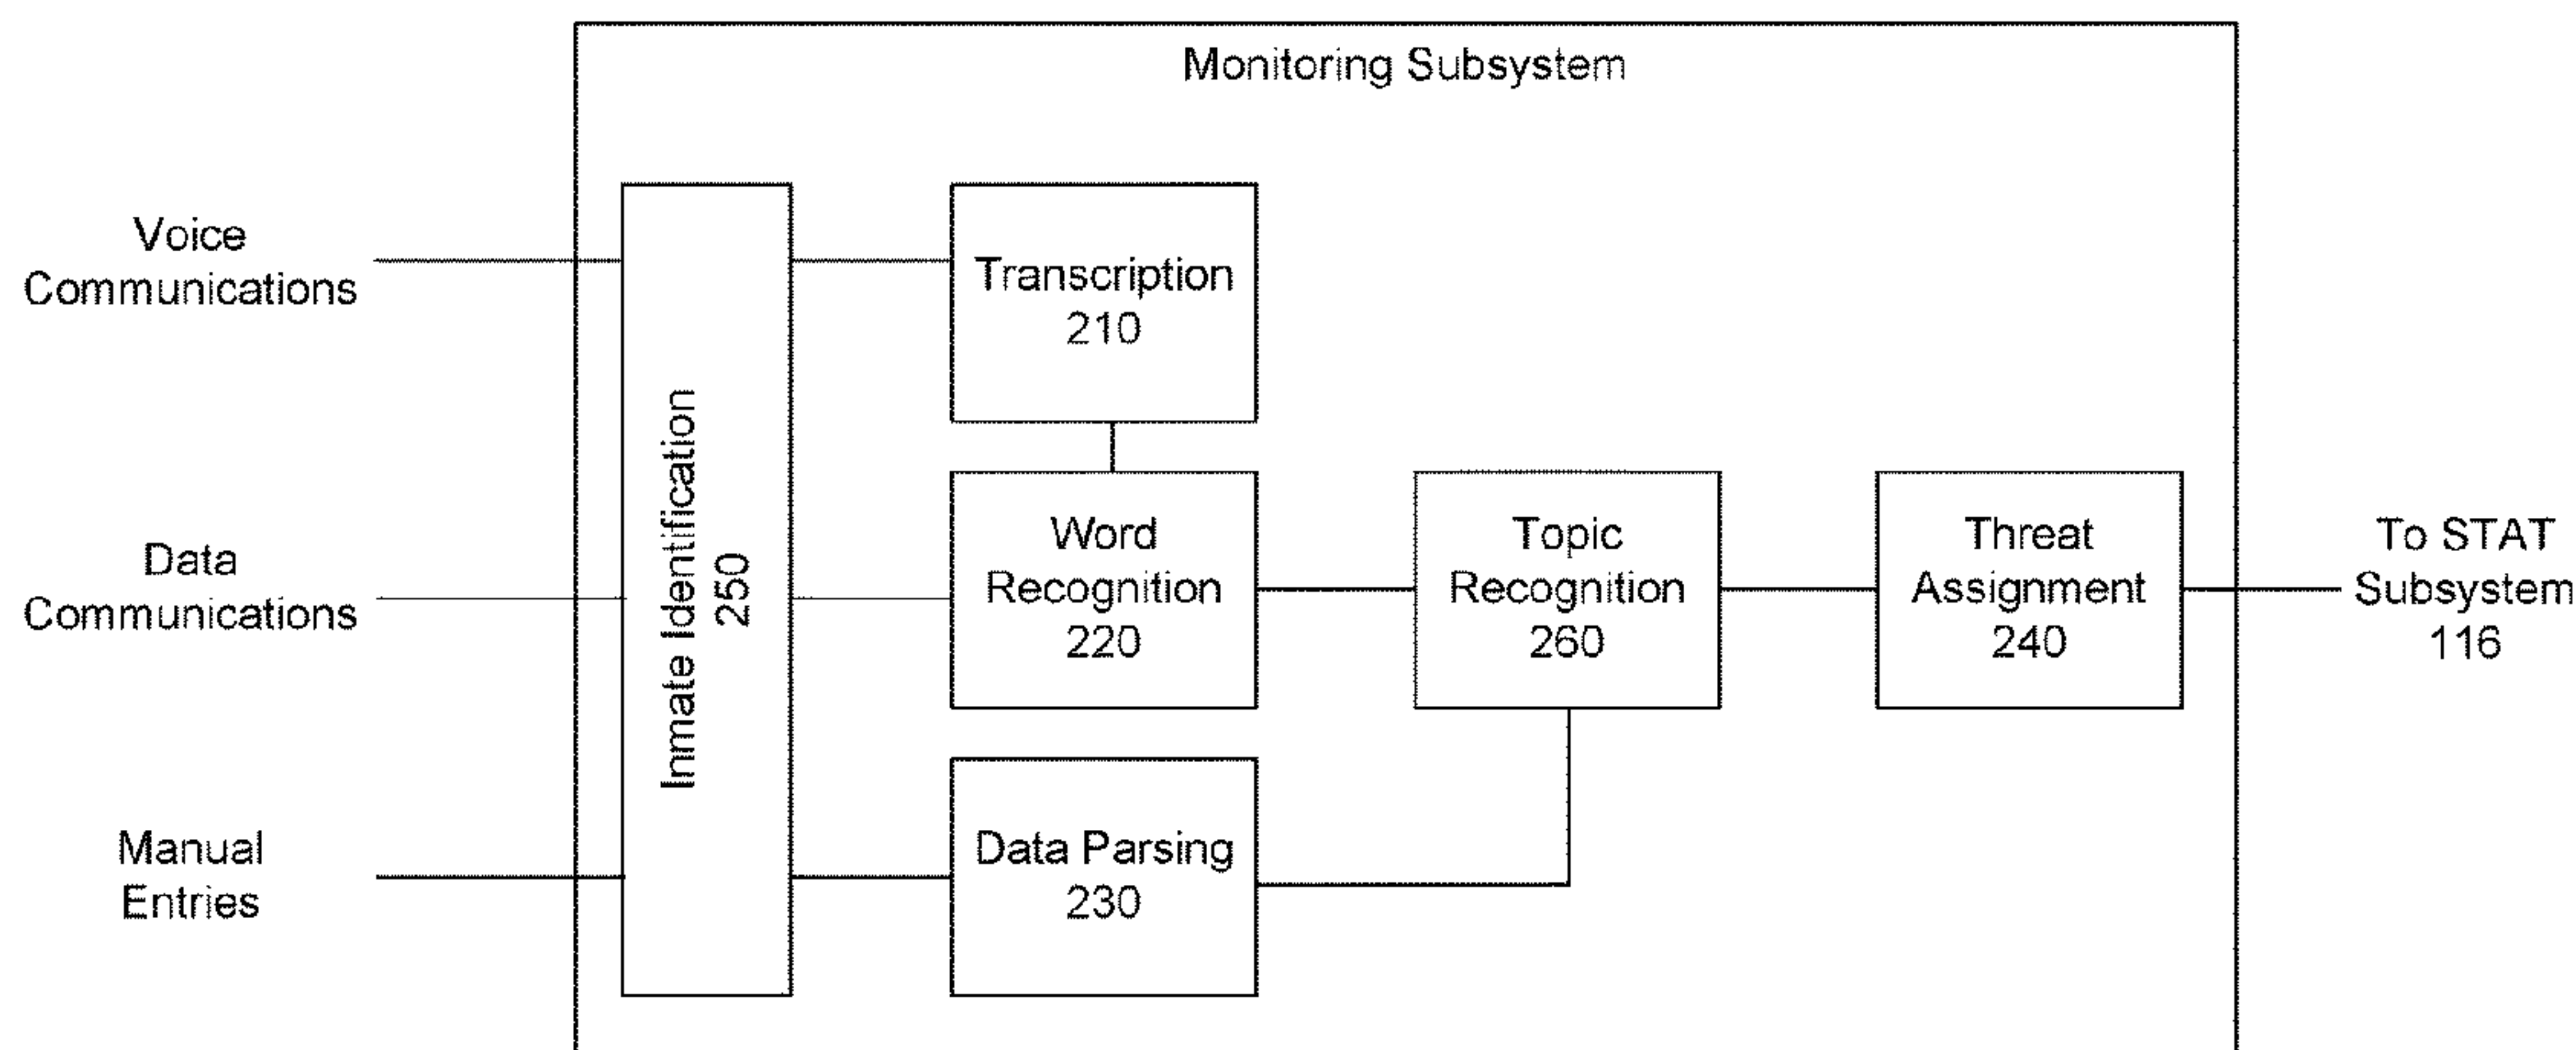 Monitoring Subsystem
Voice
Communications
Data
Communications
Manual
Entries
Inmate Identification
250
Transcription
210
Word
Recognition
220
Data Parsing
230
Topic
Recognition
260
Threat
Assignment
240
To STAT
Subsystem
116